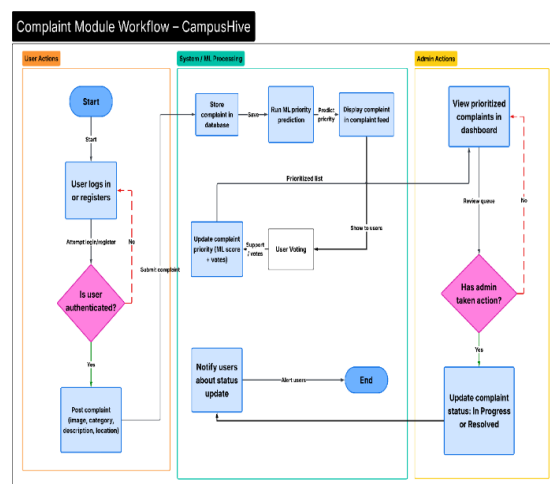 Complaint Module Workflow – CampusHive
User Actions
System / ML Processing
Admin Actions
Start
Start
User logs in
or registers
Attempt login/register
No
Is user
authenticated?
Yes
Post complaint
(image, category,
description, location)
Submit complaint
Store
complaint in
database
Save
Run ML priority
prediction
Predict
priority
Display complaint
in complaint feed
Show to users
User Voting
Support
/ votes
Update complaint
priority (ML score
+ votes)
Prioritized list
View prioritized
complaints in
dashboard
Review queue
No
Has admin
taken action?
Yes
Update complaint
status: In Progress
or Resolved
Notify users
about status
update
Alert users
End